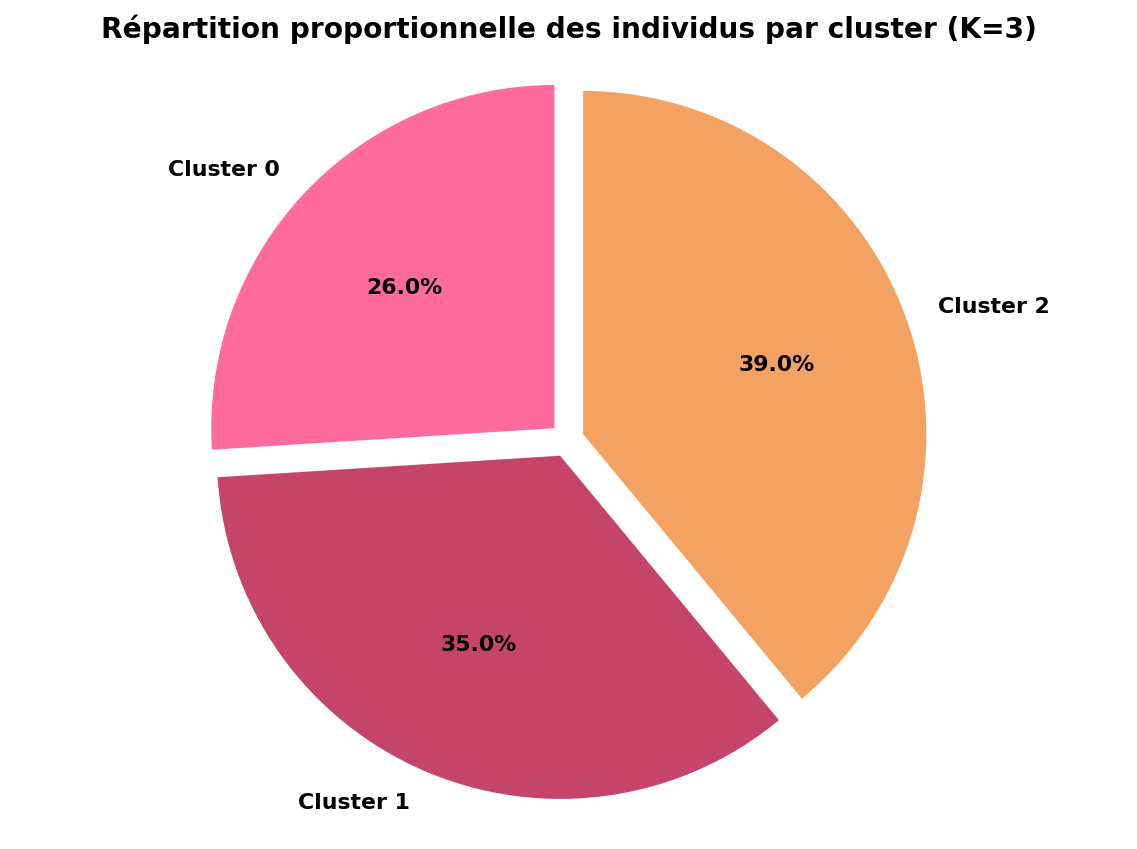 Répartition proportionnelle des individus par cluster (K=3)
Cluster 0
26.0%
Cluster 2
39.0%
35.0%
Cluster 1